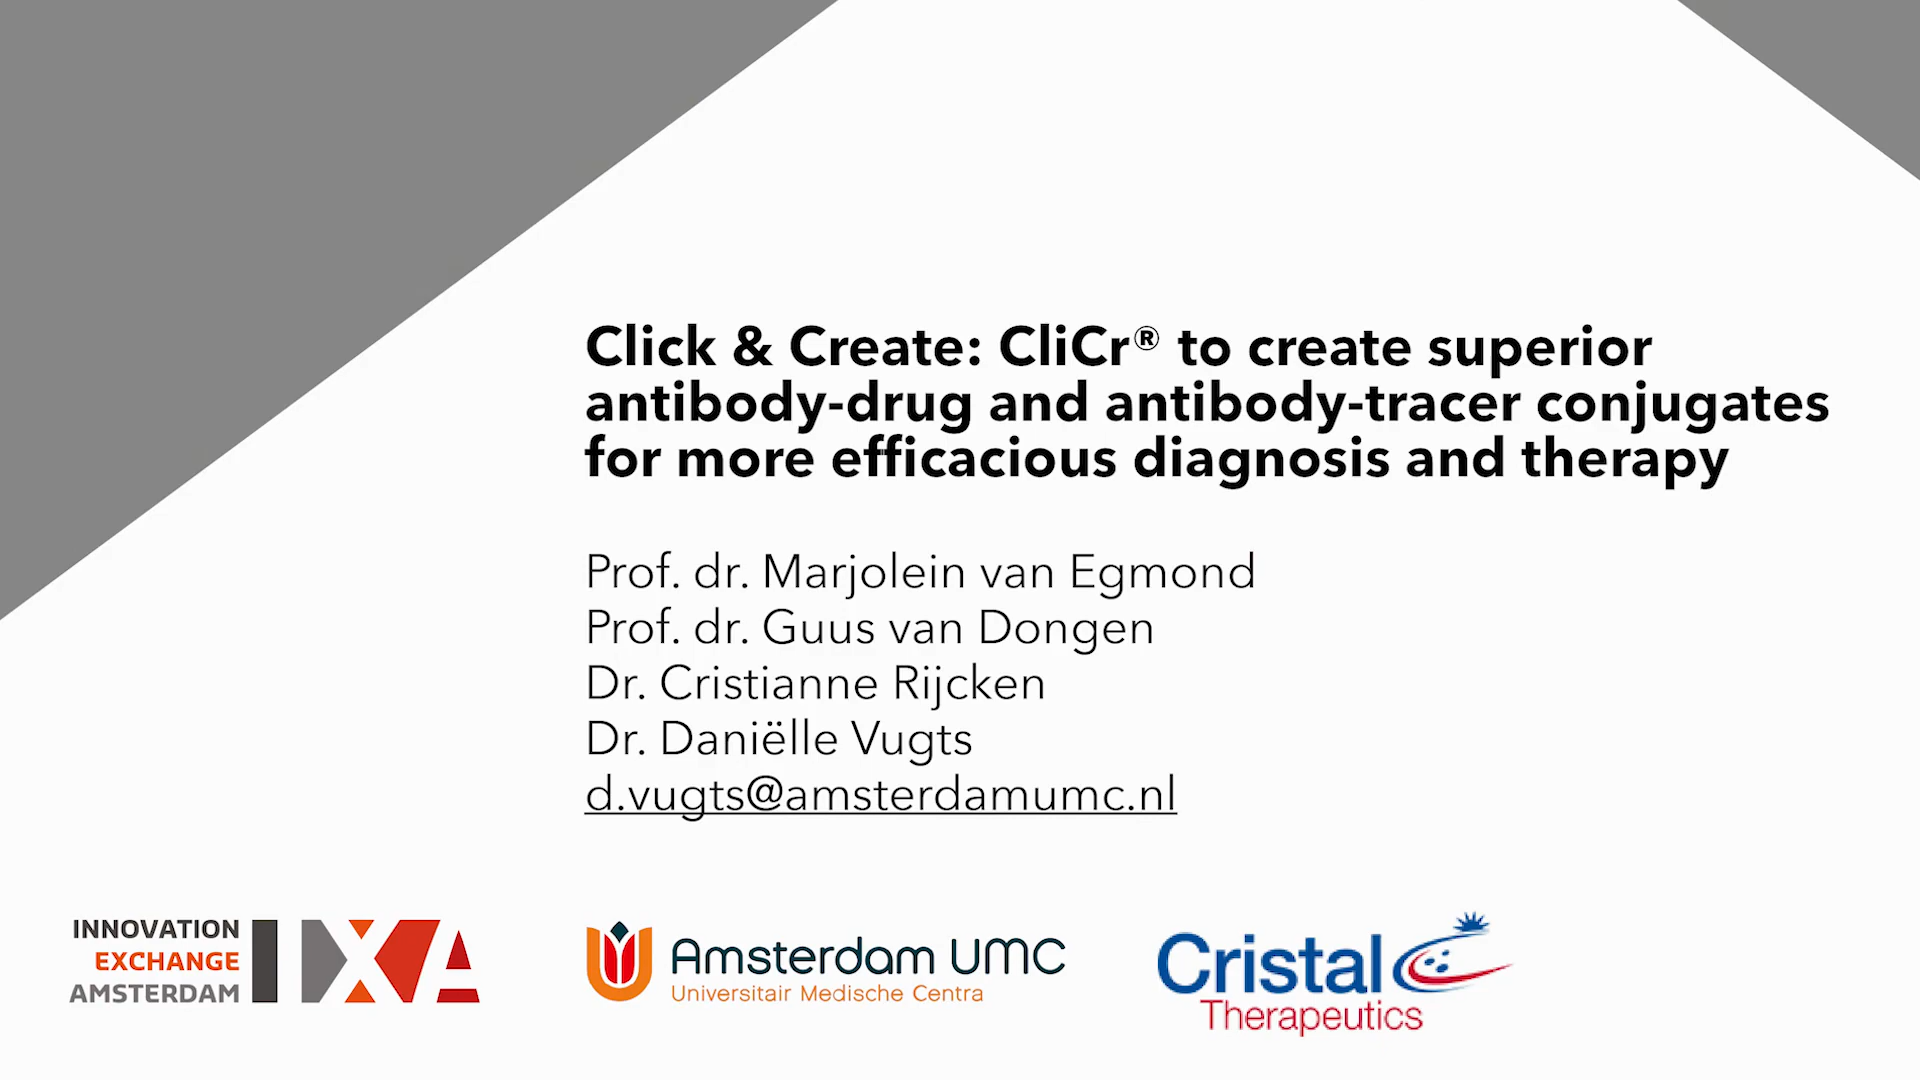 Click & Create: CliCr® to create superior
antibody-drug and antibody-tracer conjugates
for more efficacious diagnosis and therapy
Prof. dr. Marjolein van Egmond
Prof. dr. Guus van Dongen
Dr. Cristianne Rijcken
Dr. Daniëlle Vugts
d.vugts@amsterdamumc.nl
INNOVATION
EXCHANGE
AMSTERDAM
IXA
Amsterdam UMC
Universitair Medische Centra
Cristal
Therapeutics